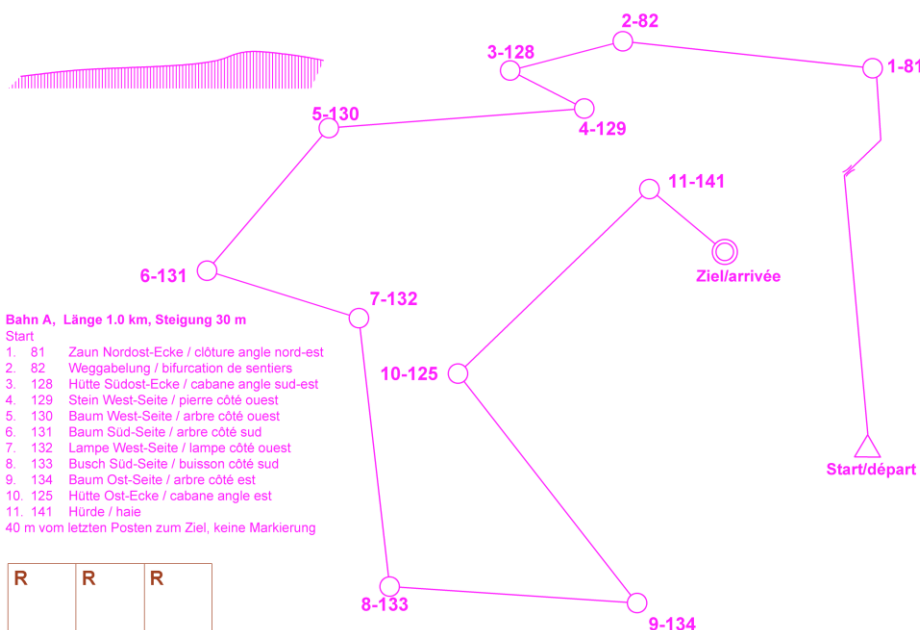 2-82
3-128
1-81
5-130
4-129
11-141
6-131
Ziel/arrivée
7-132
Bahn A, Länge 1.0 km, Steigung 30 m
Start
1. 81 Zaun Nordost-Ecke / clôture angle nord-est
2. 82 Weggabelung / bifurcation de sentiers
3. 128 Hütte Südost-Ecke / cabane angle sud-est
4. 129 Stein West-Seite / pierre côté ouest
5. 130 Baum West-Seite / arbre côté ouest
6. 131 Baum Süd-Seite / arbre côté sud
7. 132 Lampe West-Seite / lampe côté ouest
8. 133 Busch Süd-Seite / buisson côté sud
9. 134 Baum Ost-Seite / arbre côté est
10. 125 Hütte Ost-Ecke / cabane angle est
11. 141 Hürde / haie
40 m vom letzten Posten zum Ziel, keine Markierung
10-125
Start/départ
R R R
8-133
9-134